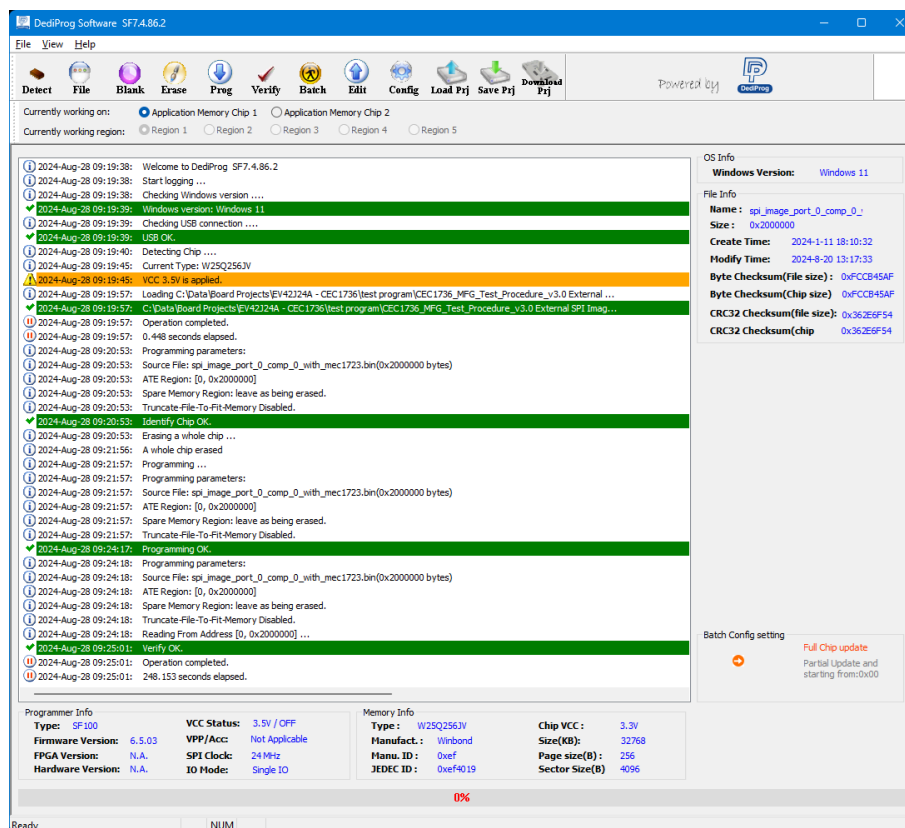 DediProg Software SF7.4.86.2
File View Help
Detect File Blank Erase Prog Verify Batch Edit Config Load Prj Save Prj Download Prj
Powered by DediProg
Currently working on: Application Memory Chip 1 Application Memory Chip 2
Currently working region: Region 1 Region 2 Region 3 Region 4 Region 5
2024-Aug-28 09:19:38: Welcome to DediProg SF7.4.86.2
2024-Aug-28 09:19:38: Start logging ...
2024-Aug-28 09:19:38: Checking Windows version ....
2024-Aug-28 09:19:39: Windows version: Windows 11
2024-Aug-28 09:19:39: Checking USB connection ....
2024-Aug-28 09:19:39: USB OK.
2024-Aug-28 09:19:40: Detecting Chip ....
2024-Aug-28 09:19:45: Current Type: W25Q256JV
2024-Aug-28 09:19:45: VCC 3.5V is applied.
2024-Aug-28 09:19:57: Loading C:\Data\Board Projects\EV42J24A - CEC1736\test program\CEC1736_MFG_Test_Procedure_v3.0 External ...
2024-Aug-28 09:19:57: C:\Data\Board Projects\EV42J24A - CEC1736\test program\CEC1736_MFG_Test_Procedure_v3.0 External SPI Imag...
2024-Aug-28 09:19:57: Operation completed.
2024-Aug-28 09:19:57: 0.448 seconds elapsed.
2024-Aug-28 09:20:53: Programming parameters:
2024-Aug-28 09:20:53: Source File: spi_image_port_0_comp_0_with_mec1723.bin(0x2000000 bytes)
2024-Aug-28 09:20:53: ATE Region: [0, 0x2000000]
2024-Aug-28 09:20:53: Spare Memory Region: leave as being erased.
2024-Aug-28 09:20:53: Truncate-File-To-Fit-Memory Disabled.
2024-Aug-28 09:20:53: Identify Chip OK.
2024-Aug-28 09:20:53: Erasing a whole chip ...
2024-Aug-28 09:21:56: A whole chip erased
2024-Aug-28 09:21:57: Programming ...
2024-Aug-28 09:21:57: Programming parameters:
2024-Aug-28 09:21:57: Source File: spi_image_port_0_comp_0_with_mec1723.bin(0x2000000 bytes)
2024-Aug-28 09:21:57: ATE Region: [0, 0x2000000]
2024-Aug-28 09:21:57: Spare Memory Region: leave as being erased.
2024-Aug-28 09:21:57: Truncate-File-To-Fit-Memory Disabled.
2024-Aug-28 09:24:17: Programming OK.
2024-Aug-28 09:24:18: Programming parameters:
2024-Aug-28 09:24:18: Source File: spi_image_port_0_comp_0_with_mec1723.bin(0x2000000 bytes)
2024-Aug-28 09:24:18: ATE Region: [0, 0x2000000]
2024-Aug-28 09:24:18: Spare Memory Region: leave as being erased.
2024-Aug-28 09:24:18: Truncate-File-To-Fit-Memory Disabled.
2024-Aug-28 09:24:18: Reading From Address [0, 0x2000000] ...
2024-Aug-28 09:25:01: Verify OK.
2024-Aug-28 09:25:01: Operation completed.
2024-Aug-28 09:25:01: 248.153 seconds elapsed.
OS Info
Windows Version: Windows 11
File Info
Name : spi_image_port_0_comp_0_
Size : 0x2000000
Create Time: 2024-1-11 18:10:32
Modify Time: 2024-8-20 13:17:33
Byte Checksum(File size) : 0xFCCB45AF
Byte Checksum(Chip size) 0xFCCB45AF
CRC32 Checksum(file size): 0x362E6F54
CRC32 Checksum(chip 0x362E6F54
Batch Config setting
Full Chip update
Partial Update and
starting from:0x00
Programmer Info
Type: SF100 VCC Status: 3.5V / OFF
Firmware Version: 6.5.03 VPP/Acc: Not Applicable
FPGA Version: N.A. SPI Clock: 24 MHz
Hardware Version: N.A. IO Mode: Single IO
Memory Info
Type : W25Q256JV Chip VCC : 3.3V
Manufact. : Winbond Size(KB): 32768
Manu. ID : 0xef Page size(B) : 256
JEDEC ID : 0xef4019 Sector Size(B) 4096
0%
Ready NUM